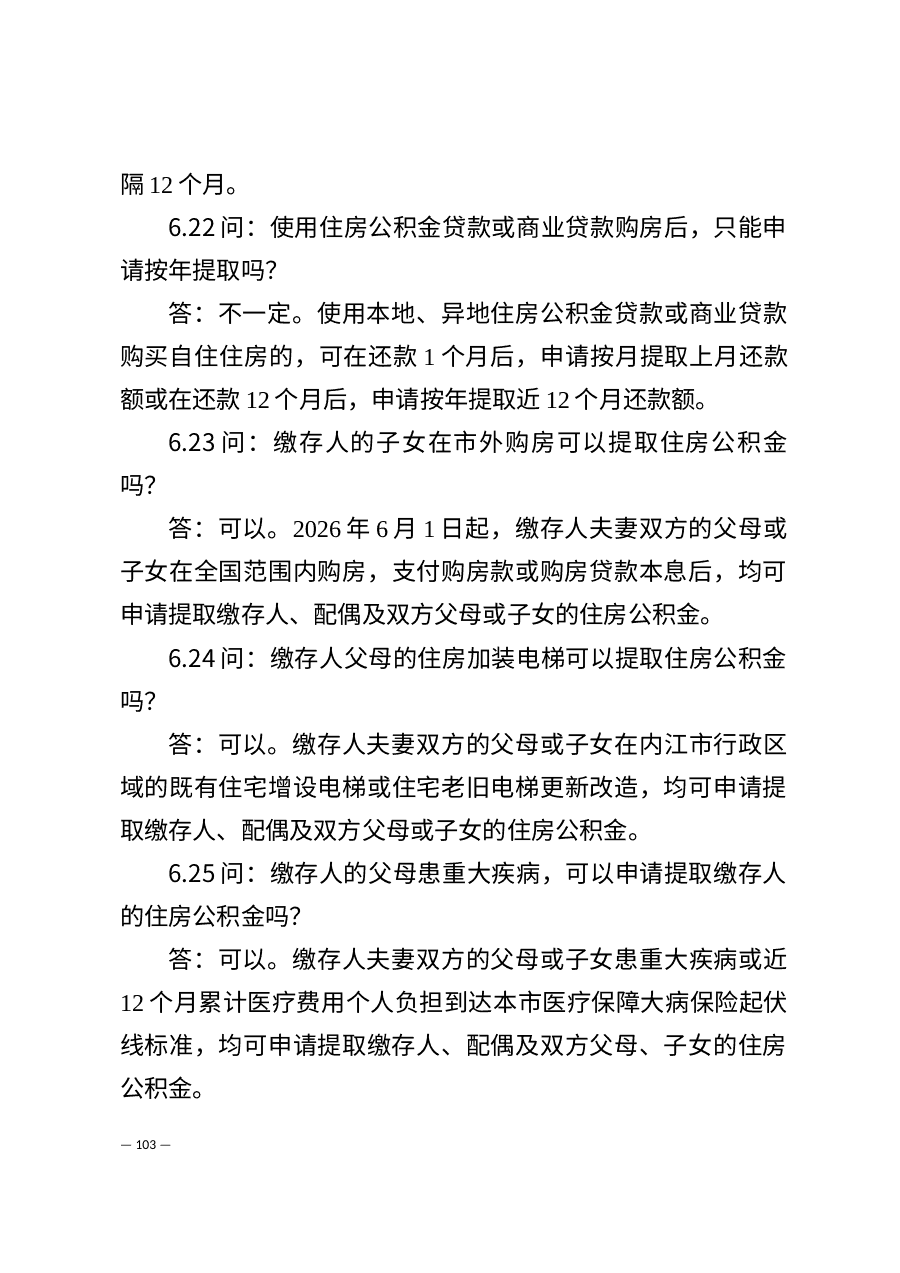 隔 12 个月。
6.22 问：使用住房公积金贷款或商业贷款购房后，只能申
请按年提取吗？
答：不一定。使用本地、异地住房公积金贷款或商业贷款
购买自住住房的，可在还款 1 个月后，申请按月提取上月还款
额或在还款 12 个月后，申请按年提取近 12 个月还款额。
6.23 问：缴存人的子女在市外购房可以提取住房公积金
吗？
答：可以。2026 年 6 月 1 日起，缴存人夫妻双方的父母或
子女在全国范围内购房，支付购房款或购房贷款本息后，均可
申请提取缴存人、配偶及双方父母或子女的住房公积金。
6.24 问：缴存人父母的住房加装电梯可以提取住房公积金
吗？
答：可以。缴存人夫妻双方的父母或子女在内江市行政区
域的既有住宅增设电梯或住宅老旧电梯更新改造，均可申请提
取缴存人、配偶及双方父母或子女的住房公积金。
6.25 问：缴存人的父母患重大疾病，可以申请提取缴存人
的住房公积金吗？
答：可以。缴存人夫妻双方的父母或子女患重大疾病或近
12 个月累计医疗费用个人负担到达本市医疗保障大病保险起伏
线标准，均可申请提取缴存人、配偶及双方父母、子女的住房
公积金。
— 103 —